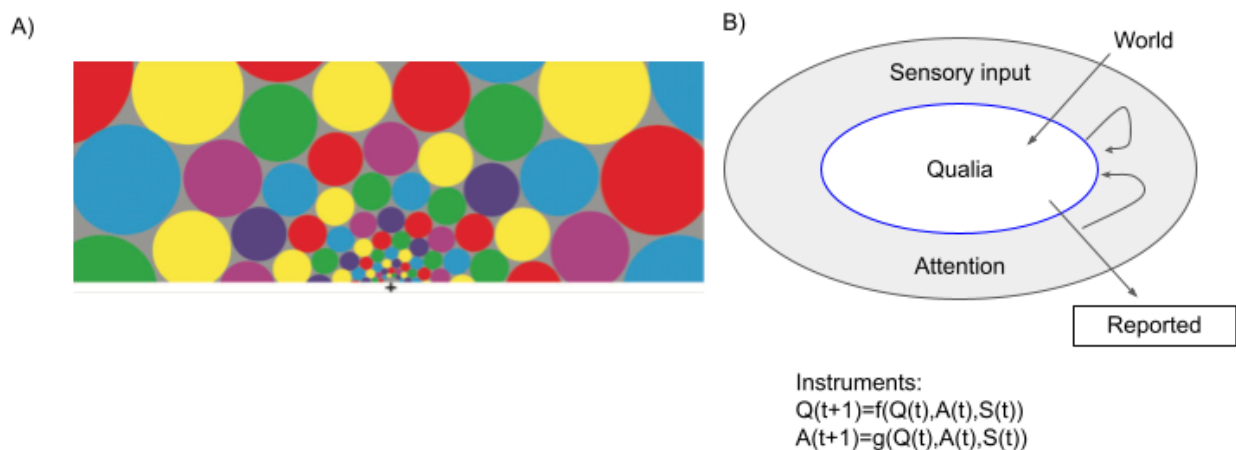 A)
B)
World
Sensory input
Qualia
Attention
Reported
Instruments:
Q(t+1)=f(Q(t),A(t),S(t))
A(t+1)=g(Q(t),A(t),S(t))